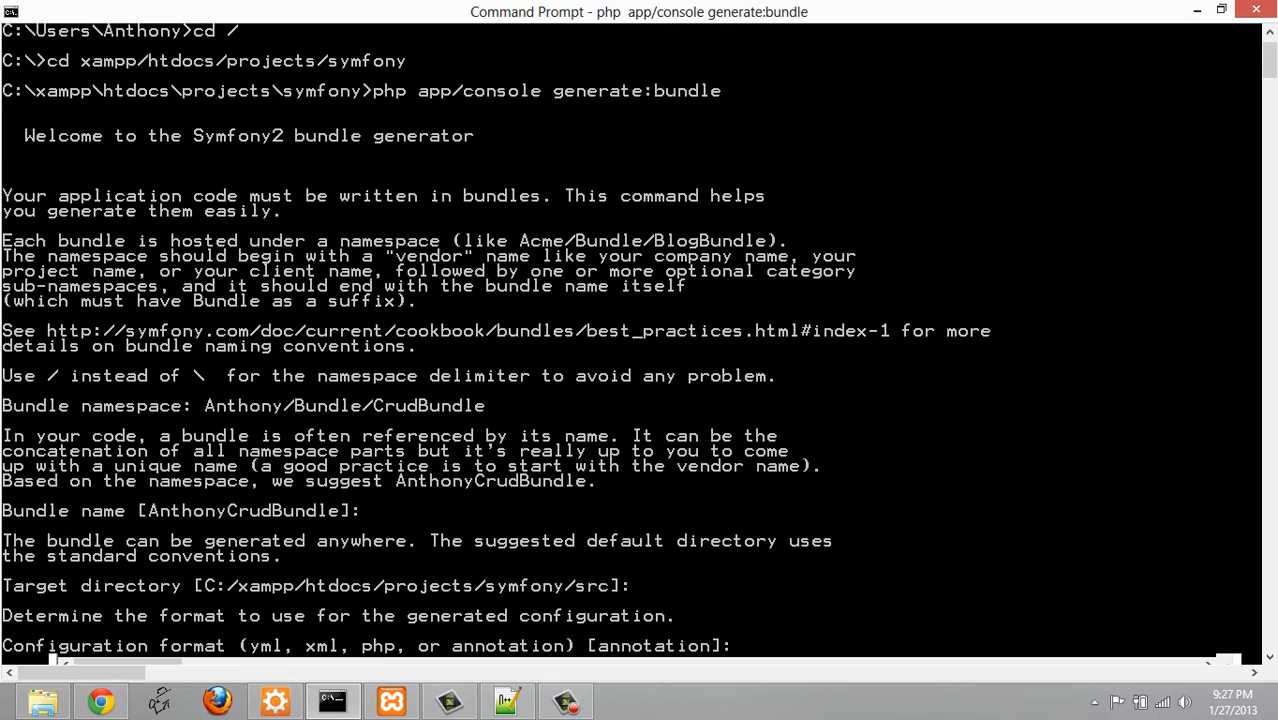 Command Prompt - php  app/console generate:bundle
C:\Users\Anthony>cd /
C:\>cd xampp/htdocs/projects/symfony
C:\xampp\htdocs\projects\symfony>php app/console generate:bundle
Welcome to the Symfony2 bundle generator
Your application code must be written in bundles. This command helps
you generate them easily.
Each bundle is hosted under a namespace (like Acme/Bundle/BlogBundle).
The namespace should begin with a "vendor" name like your company name, your
project name, or your client name, followed by one or more optional category
sub-namespaces, and it should end with the bundle name itself
(which must have Bundle as a suffix).
See http://symfony.com/doc/current/cookbook/bundles/best_practices.html#index-1 for more
details on bundle naming conventions.
Use / instead of \  for the namespace delimiter to avoid any problem.
Bundle namespace: Anthony/Bundle/CrudBundle
In your code, a bundle is often referenced by its name. It can be the
concatenation of all namespace parts but it's really up to you to come
up with a unique name (a good practice is to start with the vendor name).
Based on the namespace, we suggest AnthonyCrudBundle.
Bundle name [AnthonyCrudBundle]:
The bundle can be generated anywhere. The suggested default directory uses
the standard conventions.
Target directory [C:/xampp/htdocs/projects/symfony/src]:
Determine the format to use for the generated configuration.
Configuration format (yml, xml, php, or annotation) [annotation]:
9:27 PM
1/27/2013